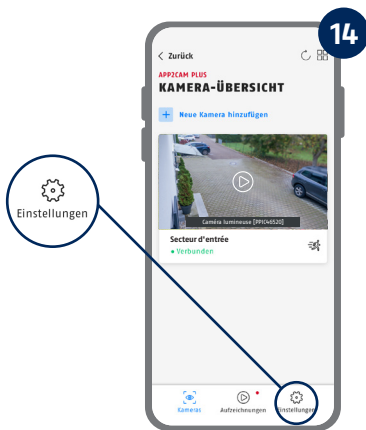 14
Zurück
APP2CAM PLUS
KAMERA-ÜBERSICHT
+ Neue Kamera hinzufügen
Caméra lumineuse [PPIC46520]
Secteur d'entrée
• Verbunden
Einstellungen
Kameras
Aufzeichnungen
Einstellungen